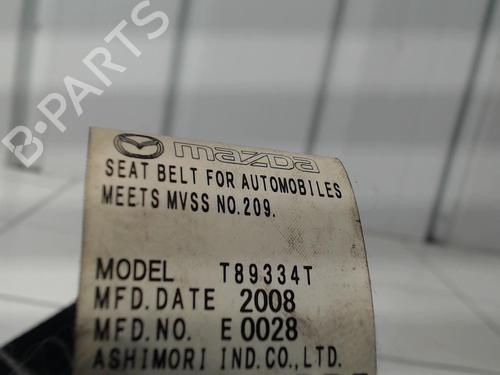 B-PARTS
mazda
SEAT BELT FOR AUTOMOBILES
MEETS MVSS NO.209.
MODEL T89334T
MFD.DATE 2008
MFD.NO. E 0028
ASHIMORI IND.CO.,LTD.